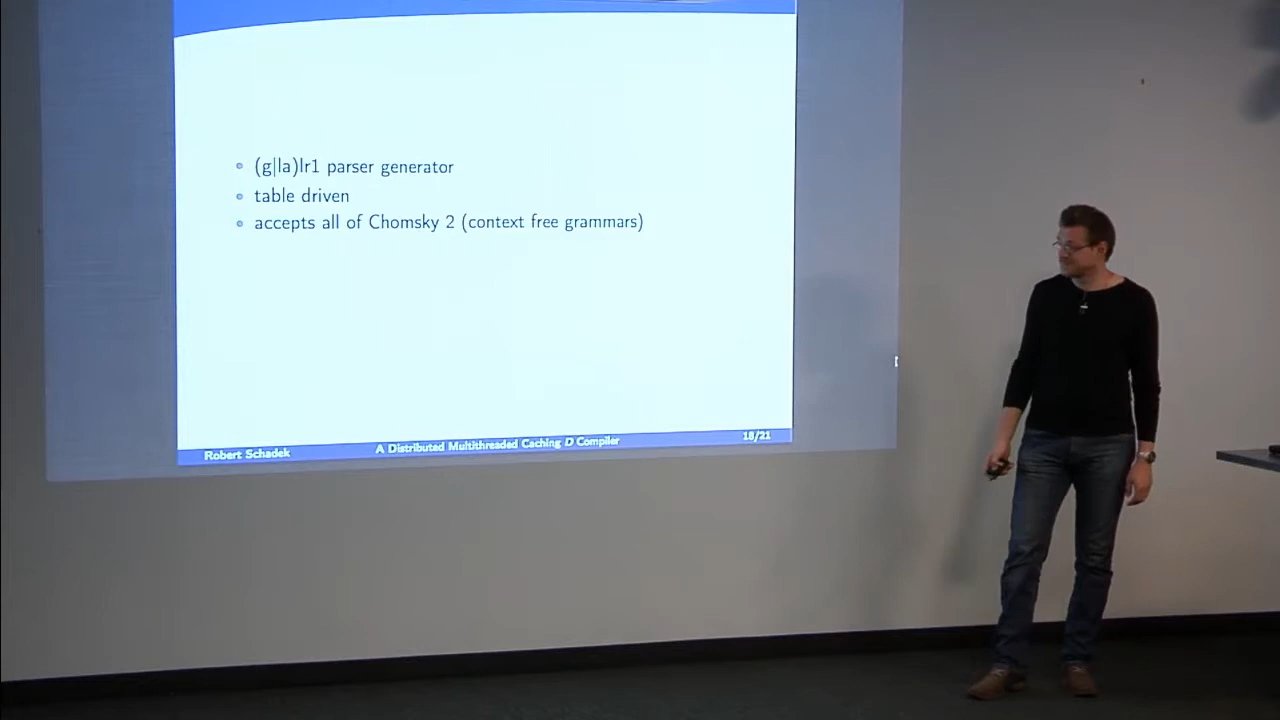 (g|la)lr1 parser generator
table driven
accepts all of Chomsky 2 (context free grammars)
Robert Schadek A Distributed Multithreaded Caching D Compiler 18/21